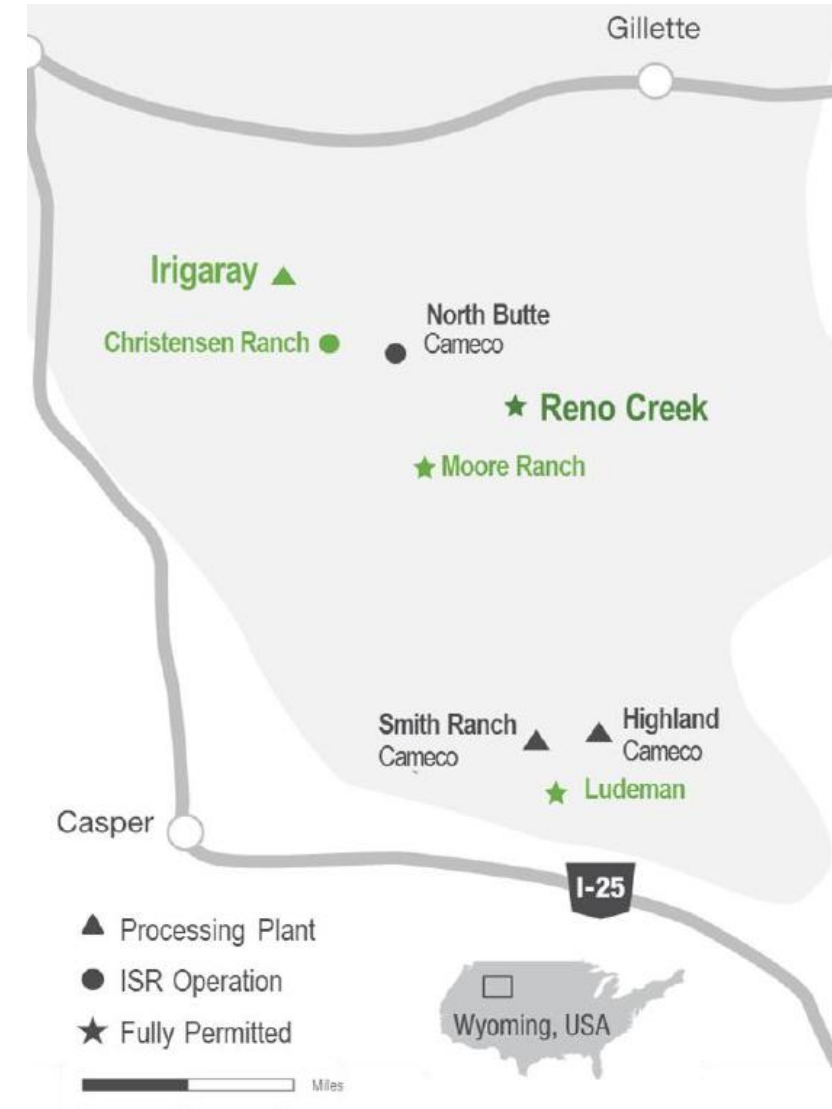 Gillette
Irigaray
North Butte
Christensen Ranch
Cameco
Reno Creek
Moore Ranch
Smith Ranch
Cameco
Highland
Cameco
Ludeman
Casper
I-25
Processing Plant
ISR Operation
Fully Permitted
Wyoming, USA
Miles